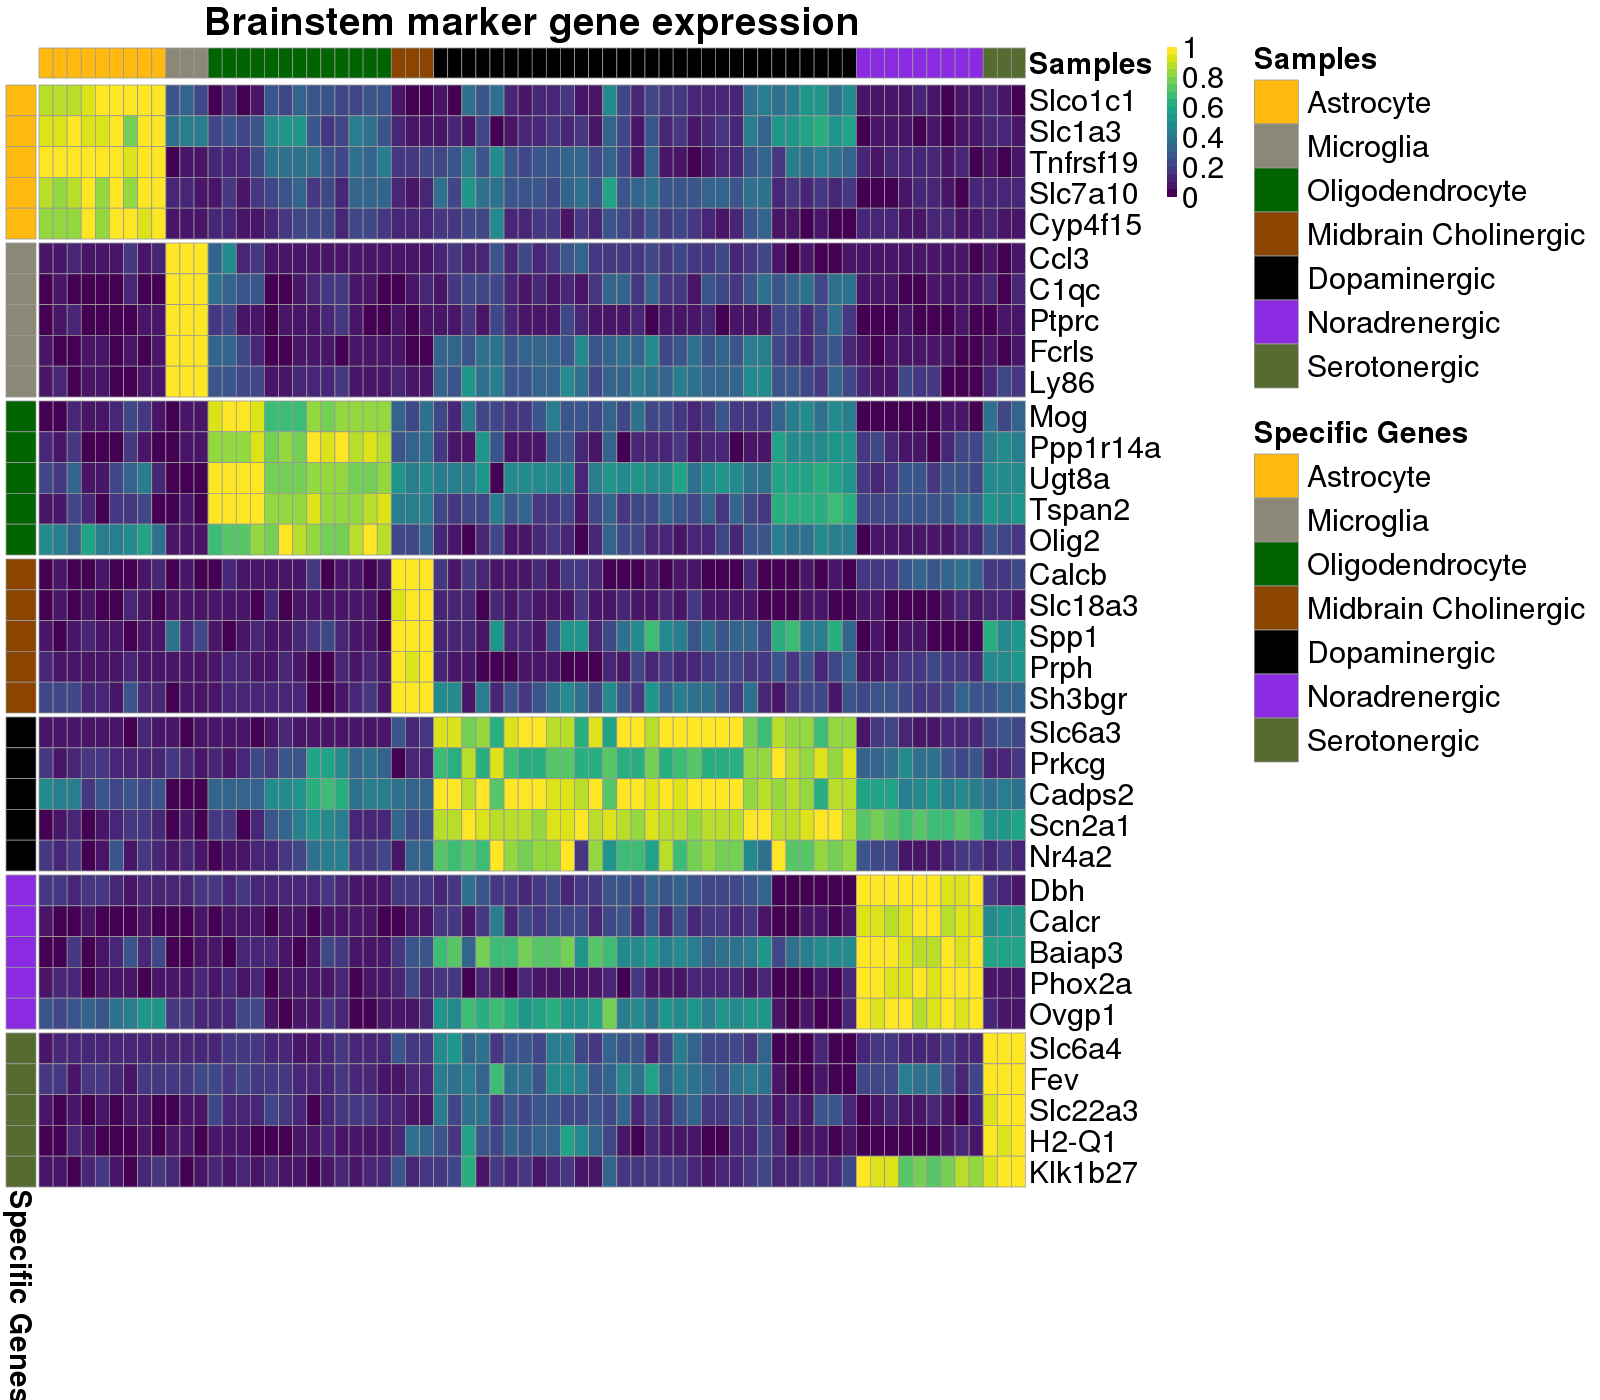 Brainstem marker gene expression
Samples
1
0.8
0.6
0.4
0.2
0
Slco1c1
Slc1a3
Tnfrsf19
Slc7a10
Cyp4f15
Ccl3
C1qc
Ptprc
Fcrls
Ly86
Mog
Ppp1r14a
Ugt8a
Tspan2
Olig2
Calcb
Slc18a3
Spp1
Prph
Sh3bgr
Slc6a3
Prkcg
Cadps2
Scn2a1
Nr4a2
Dbh
Calcr
Baiap3
Phox2a
Ovgp1
Slc6a4
Fev
Slc22a3
H2-Q1
Klk1b27
Specific Genes
Samples
Astrocyte
Microglia
Oligodendrocyte
Midbrain Cholinergic
Dopaminergic
Noradrenergic
Serotonergic
Specific Genes
Astrocyte
Microglia
Oligodendrocyte
Midbrain Cholinergic
Dopaminergic
Noradrenergic
Serotonergic